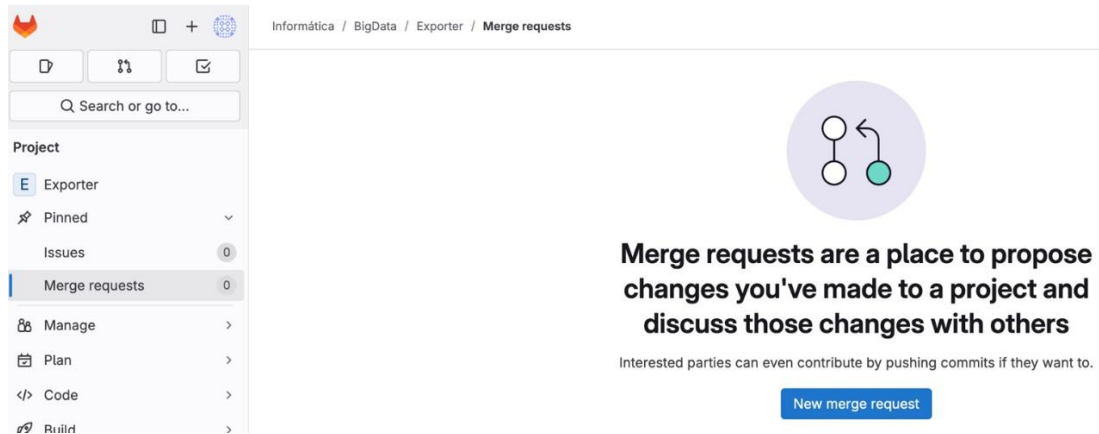 Informática / BigData / Exporter / Merge requests
Search or go to...
Project
E Exporter
Pinned
Issues 0
Merge requests 0
Manage
Plan
Code
Build
Merge requests are a place to propose
changes you've made to a project and
discuss those changes with others
Interested parties can even contribute by pushing commits if they want to.
New merge request